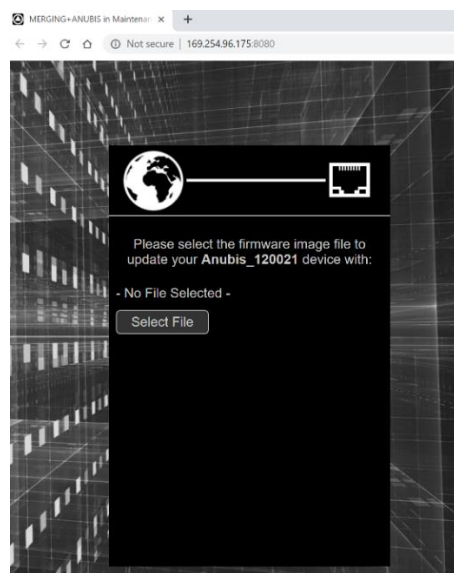 MERGING+ANUBIS in Maintenan
Not secure | 169.254.96.175:8080
Please select the firmware image file to
update your Anubis_120021 device with:
- No File Selected -
Select File